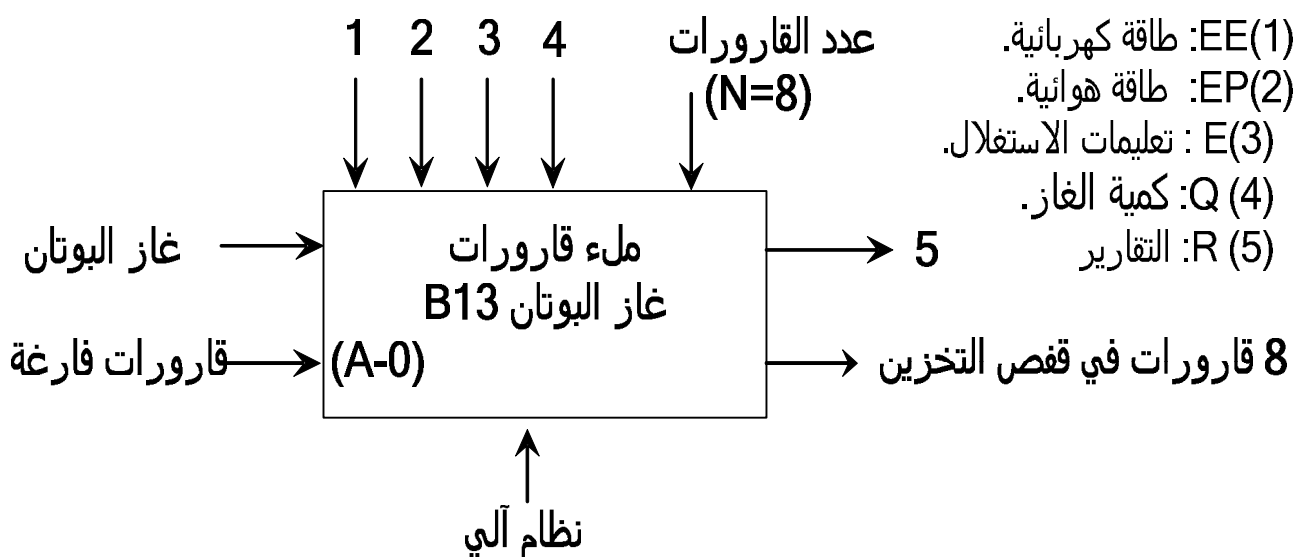 1 2 3 4
عدد القارورات
(N=8)
EE(1): طاقة كهربائية.
EP(2): طاقة هوائية.
E(3) : تعليمات الاستغلال.
Q (4): كمية الغاز.
R (5): التقارير
غاز البوتان
ملء قارورات
غاز البوتان B13
5
قارورات فارغة
(A-0)
8 قارورات في قفص التخزين
نظام آلي